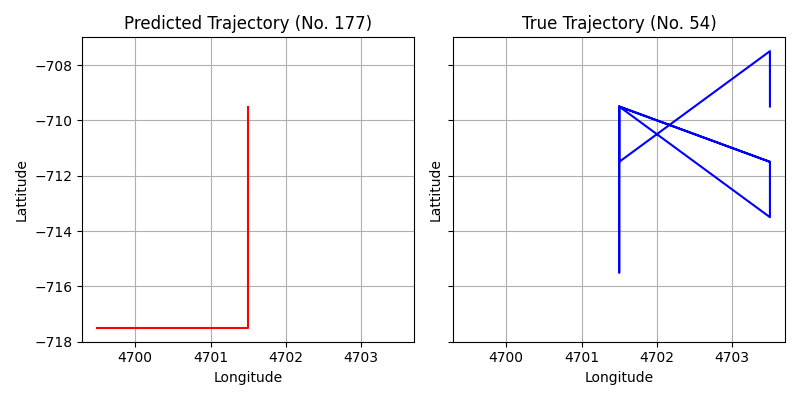 Predicted Trajectory (No. 177)
True Trajectory (No. 54)
Lattitude
−708
−710
−712
−714
−716
−718
4700
4701
4702
4703
Longitude
Lattitude
4700
4701
4702
4703
Longitude